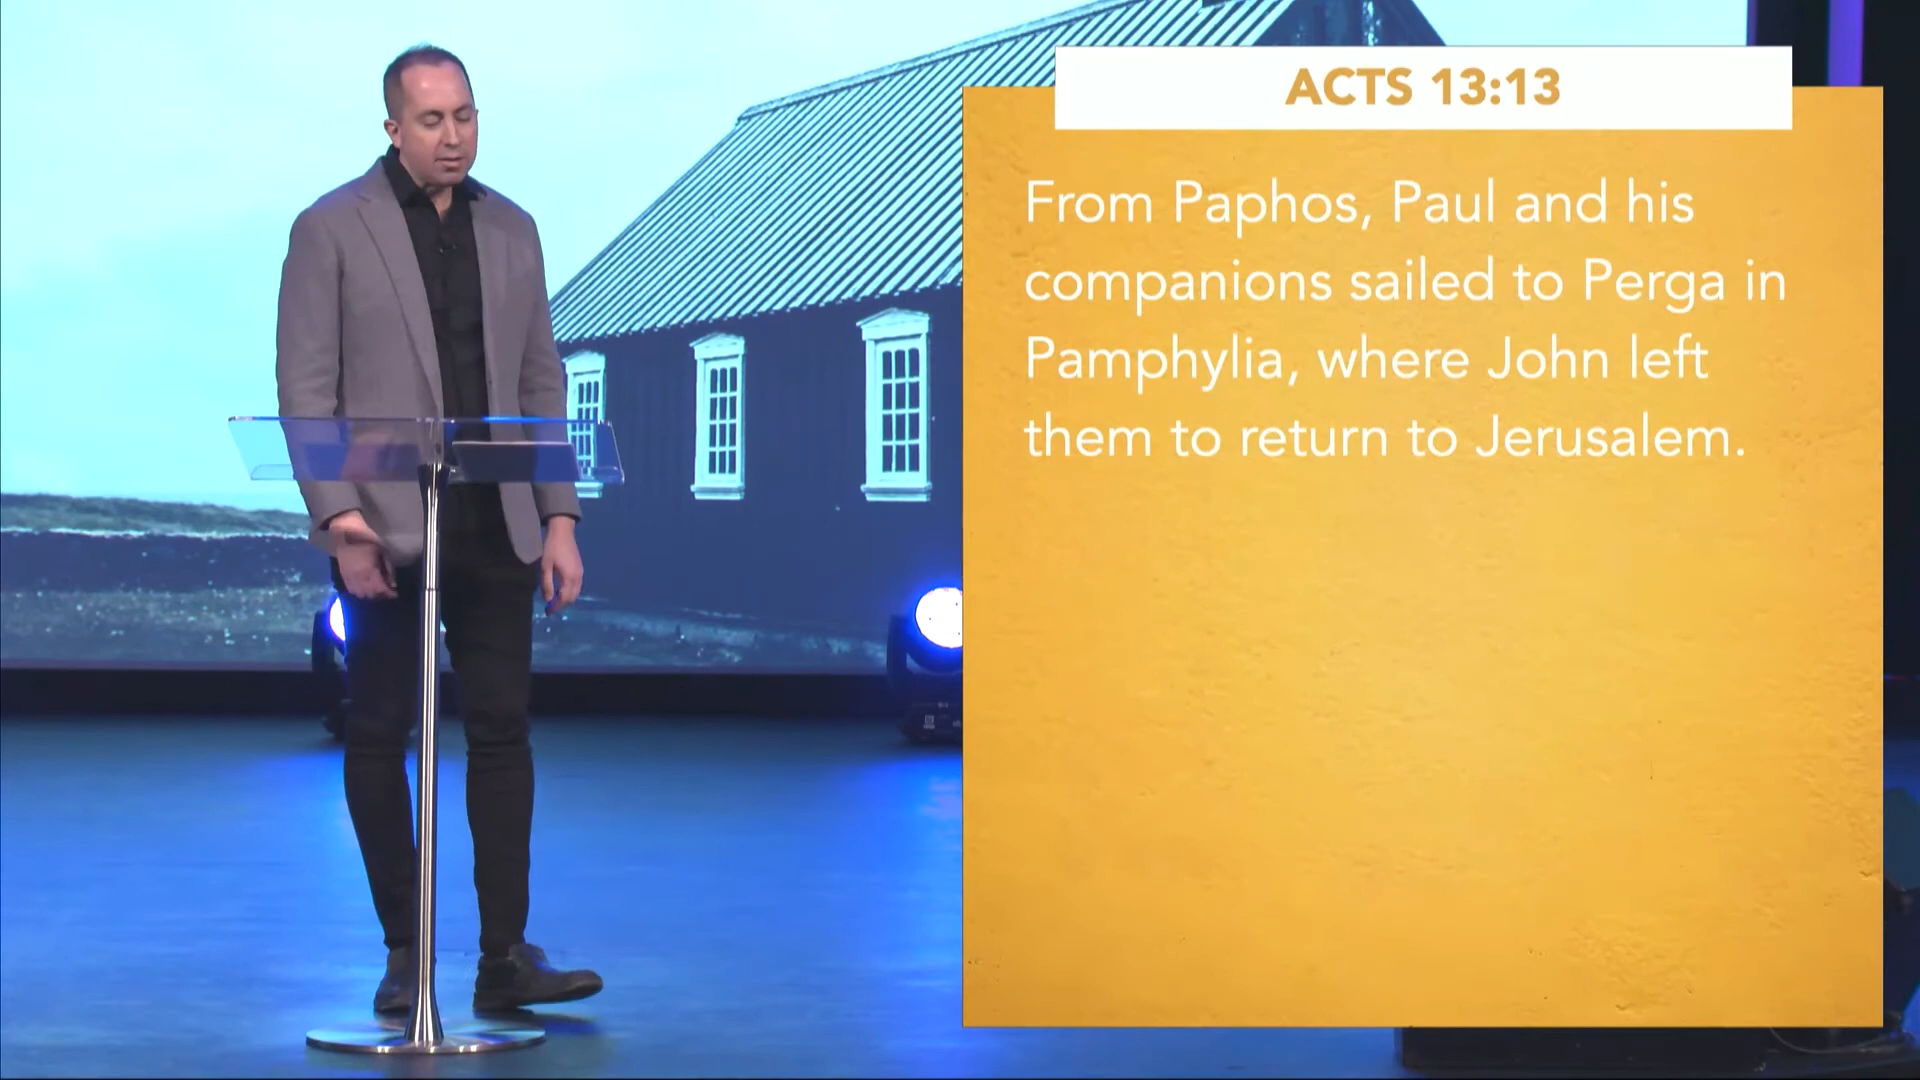 ACTS 13:13
From Paphos, Paul and his
companions sailed to Perga in
Pamphylia, where John left
them to return to Jerusalem.